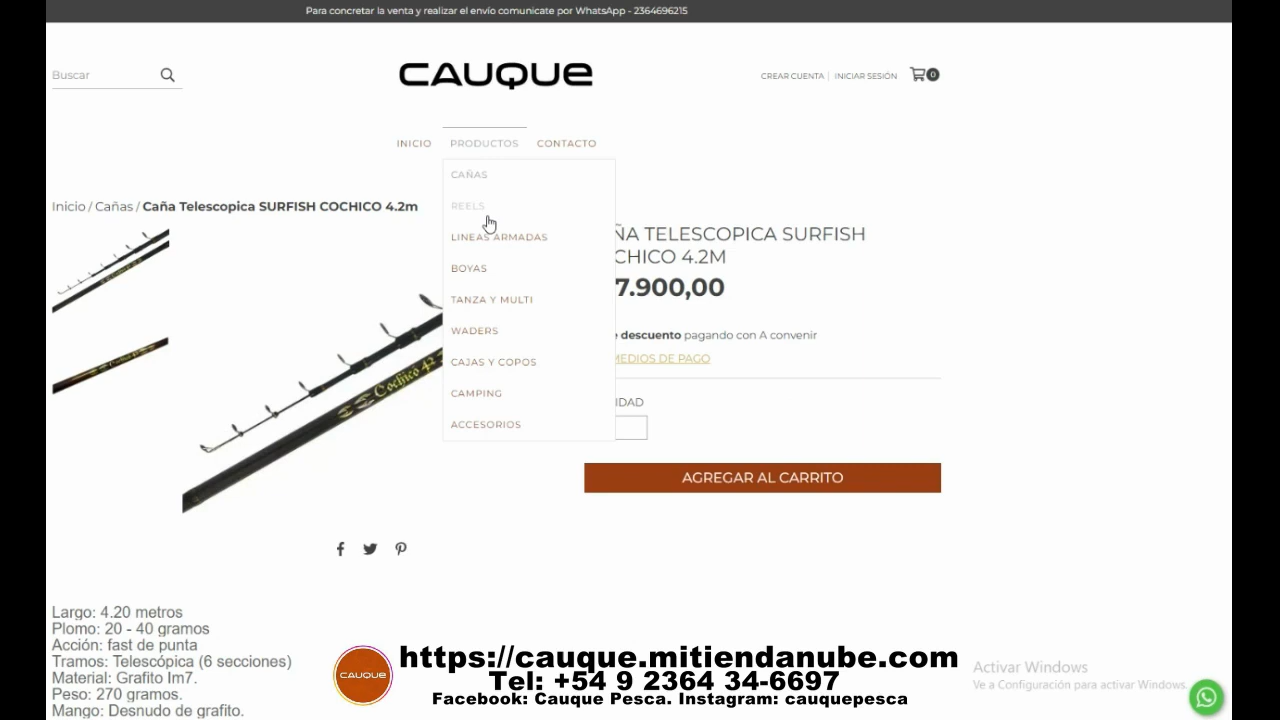 Para concretar la venta y realizar el envío comunicate por WhatsApp - 2364696215
Buscar
CAUQUE
CREAR CUENTA | INICIAR SESIÓN
0
INICIO PRODUCTOS CONTACTO
CAÑAS
REELS
LINEAS ARMADAS
BOYAS
TANZA Y MULTI
WADERS
CAJAS Y COPOS
CAMPING
ACCESORIOS
Inicio / Cañas / Caña Telescopica SURFISH COCHICO 4.2m
ÑA TELESCOPICA SURFISH
CHICO 4.2M
7.900,00
descuento pagando con A convenir
MEDIOS DE PAGO
IDAD
AGREGAR AL CARRITO
Cochico 42
Largo: 4.20 metros
Plomo: 20 - 40 gramos
Acción: fast de punta
Tramos: Telescópica (6 secciones)
Material: Grafito Im7.
Peso: 270 gramos.
Mango: Desnudo de grafito.
CAUQUE
https://cauque.mitiendanube.com
Tel: +54 9 2364 34-6697
Facebook: Cauque Pesca. Instagram: cauquepesca
Activar Windows
Ve a Configuración para activar Windows.